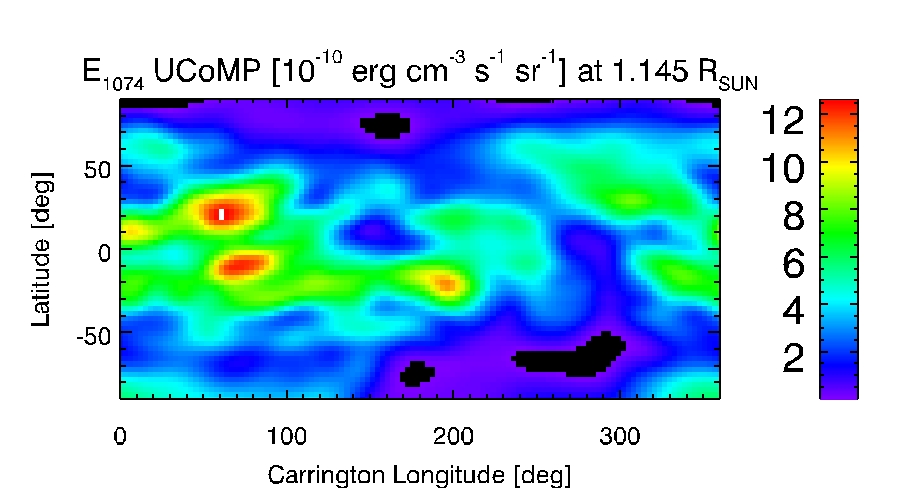 E₁₀₇₄ UCoMP [10⁻¹⁰ erg cm⁻³ s⁻¹ sr⁻¹] at 1.145 R_SUN
12
10
8
6
4
2
50
0
-50
Latitude [deg]
0 100 200 300
Carrington Longitude [deg]